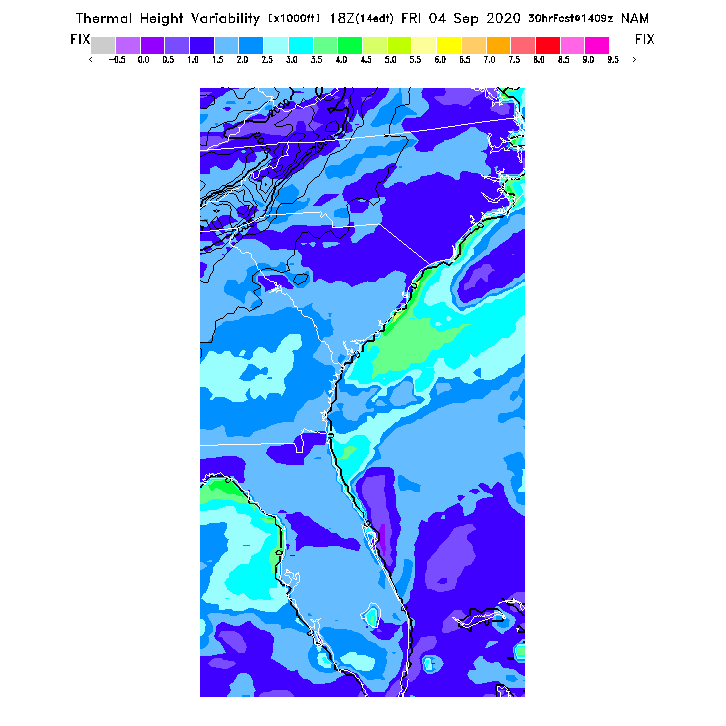 Thermal Height Variability [x1000ft] 18Z(14edt) FRI 04 Sep 2020 30hrFcst@1409z NAM
FIX FIX
< -0.5 0.0 0.5 1.0 1.5 2.0 2.5 3.0 3.5 4.0 4.5 5.0 5.5 6.0 6.5 7.0 7.5 8.0 8.5 9.0 9.5 >